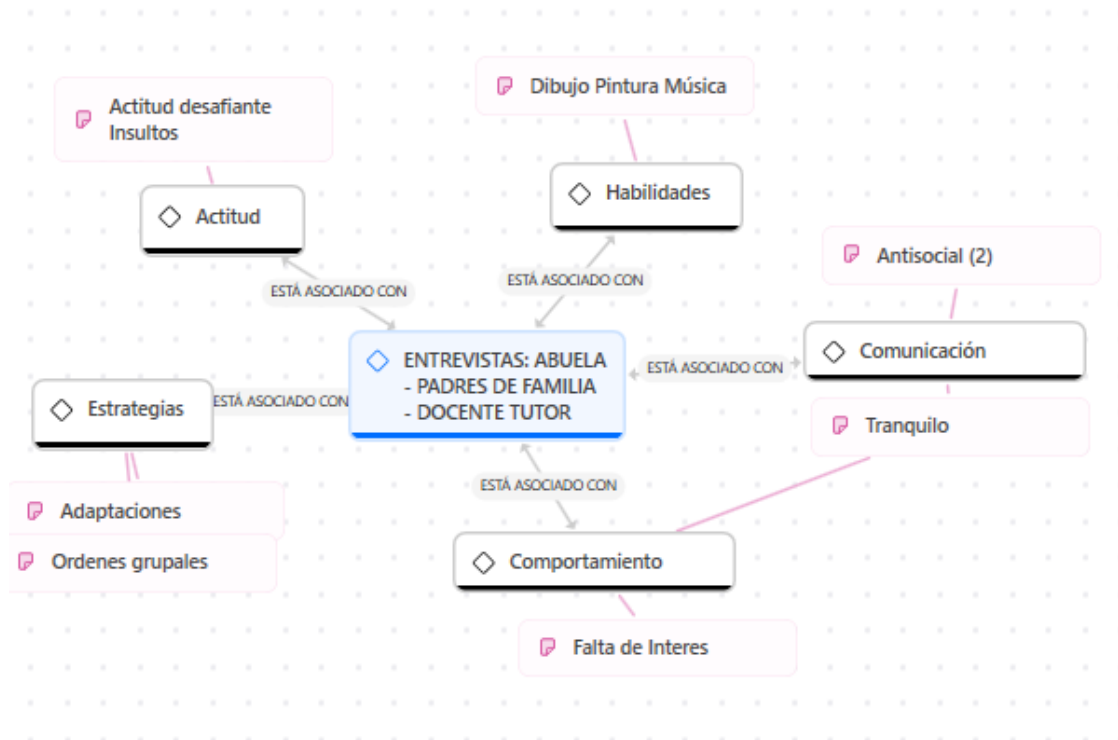 Dibujo Pintura Música
Actitud desafiante
Insultos
Habilidades
Actitud
Antisocial (2)
ESTÁ ASOCIADO CON
ESTÁ ASOCIADO CON
Comunicación
ENTREVISTAS: ABUELA
- PADRES DE FAMILIA
- DOCENTE TUTOR
ESTÁ ASOCIADO CON
Estrategias
ESTÁ ASOCIADO CON
Tranquilo
ESTÁ ASOCIADO CON
Adaptaciones
Ordenes grupales
Comportamiento
Falta de Interes